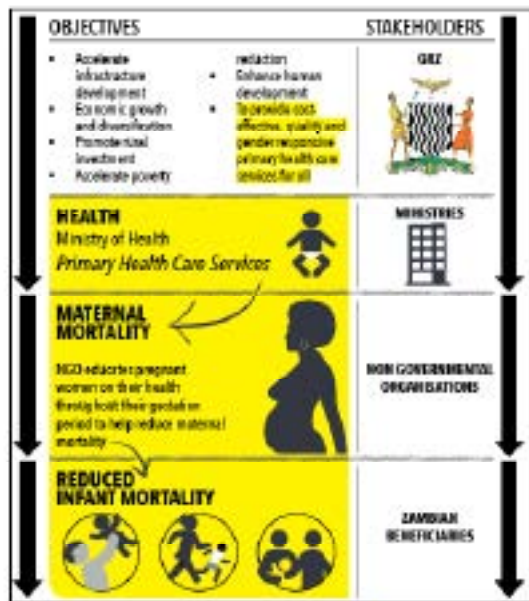 OBJECTIVES
STAKEHOLDERS
• Accelerate
infrastructure
development
• Economic growth
and diversification
• Promote rural
investment
• Accelerate poverty
reduction
• Enhance human
development
• To provide cost-
effective, quality and
gender responsive
primary health care
services for all
GRZ
HEALTH
Ministry of Health
Primary Health Care Services
MINISTRIES
MATERNAL
MORTALITY
NGO educates pregnant
women on their health
throughout their gestation
period to help reduce maternal
mortality
NON GOVERNMENTAL
ORGANISATIONS
REDUCED
INFANT MORTALITY
ZAMBIAN
BENEFICIARIES